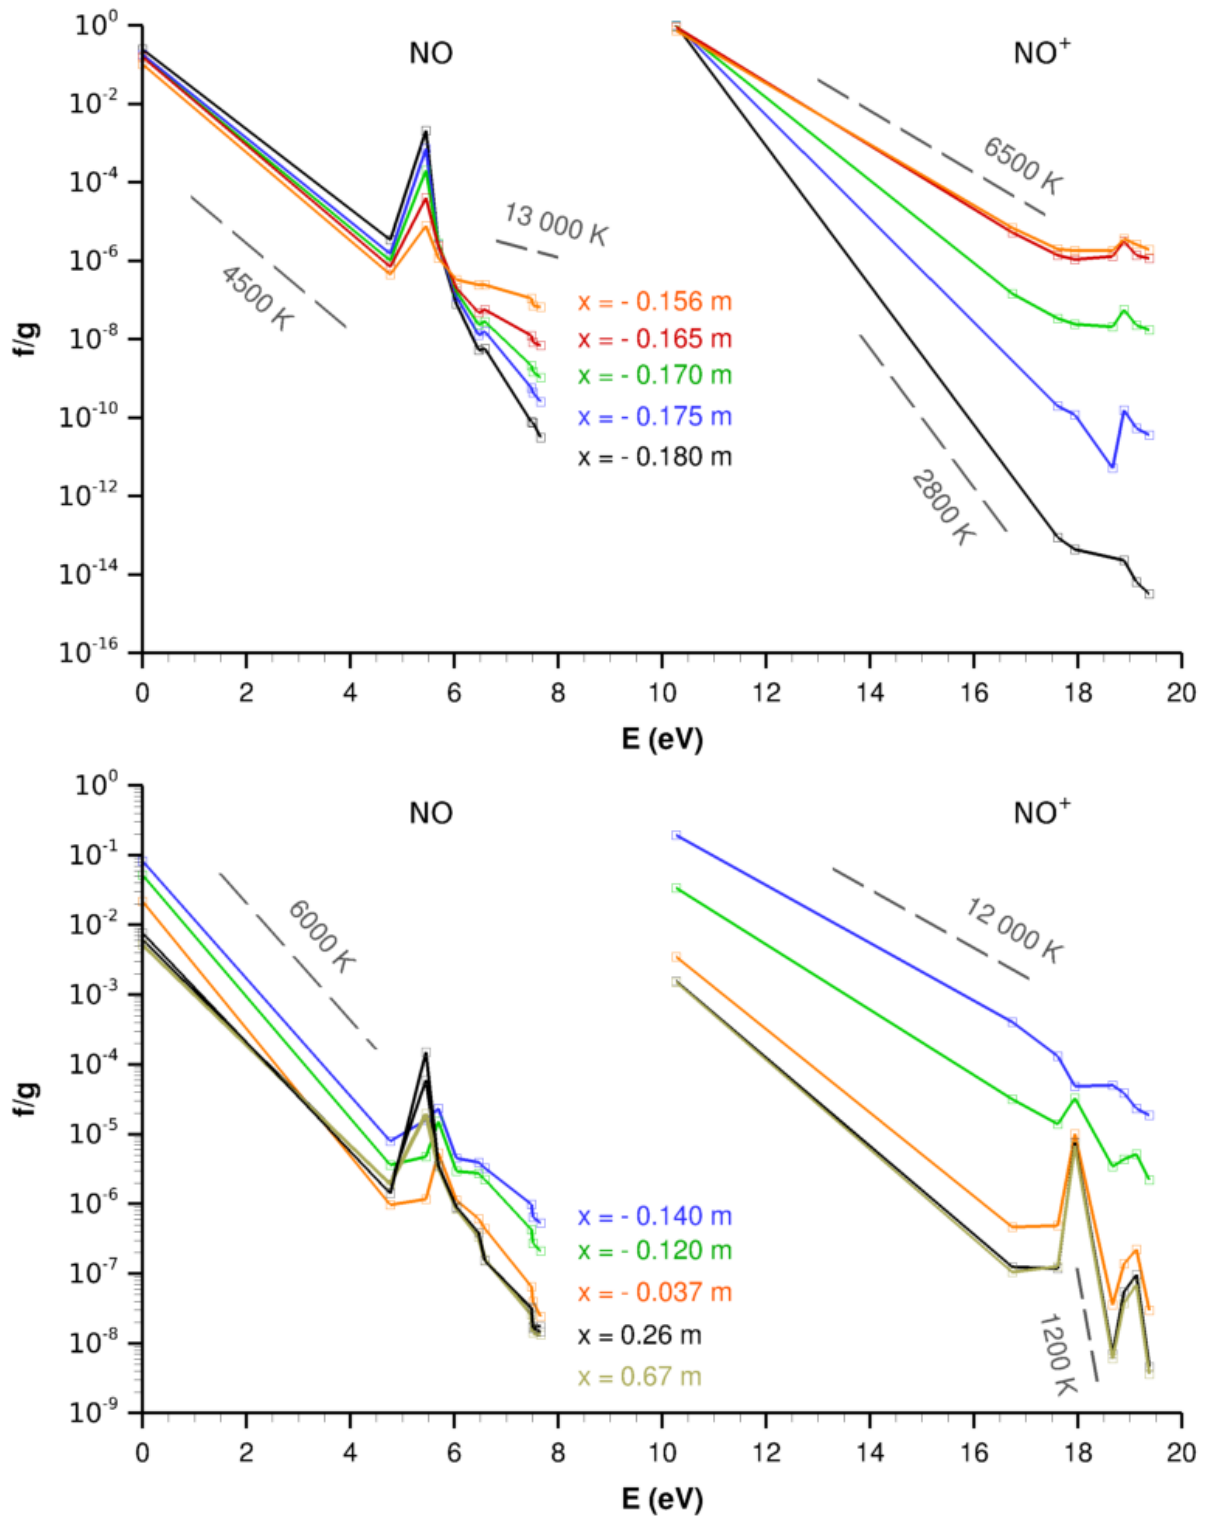 NO
NO⁺
10⁰
10⁻²
10⁻⁴
10⁻⁶
10⁻⁸
10⁻¹⁰
10⁻¹²
10⁻¹⁴
10⁻¹⁶
f/g
4500 K
13 000 K
6500 K
2800 K
x = - 0.156 m
x = - 0.165 m
x = - 0.170 m
x = - 0.175 m
x = - 0.180 m
0 2 4 6 8 10 12 14 16 18 20
E (eV)
NO
NO⁺
10⁰
10⁻¹
10⁻²
10⁻³
10⁻⁴
10⁻⁵
10⁻⁶
10⁻⁷
10⁻⁸
10⁻⁹
f/g
6000 K
12 000 K
1200 K
x = - 0.140 m
x = - 0.120 m
x = - 0.037 m
x = 0.26 m
x = 0.67 m
0 2 4 6 8 10 12 14 16 18 20
E (eV)